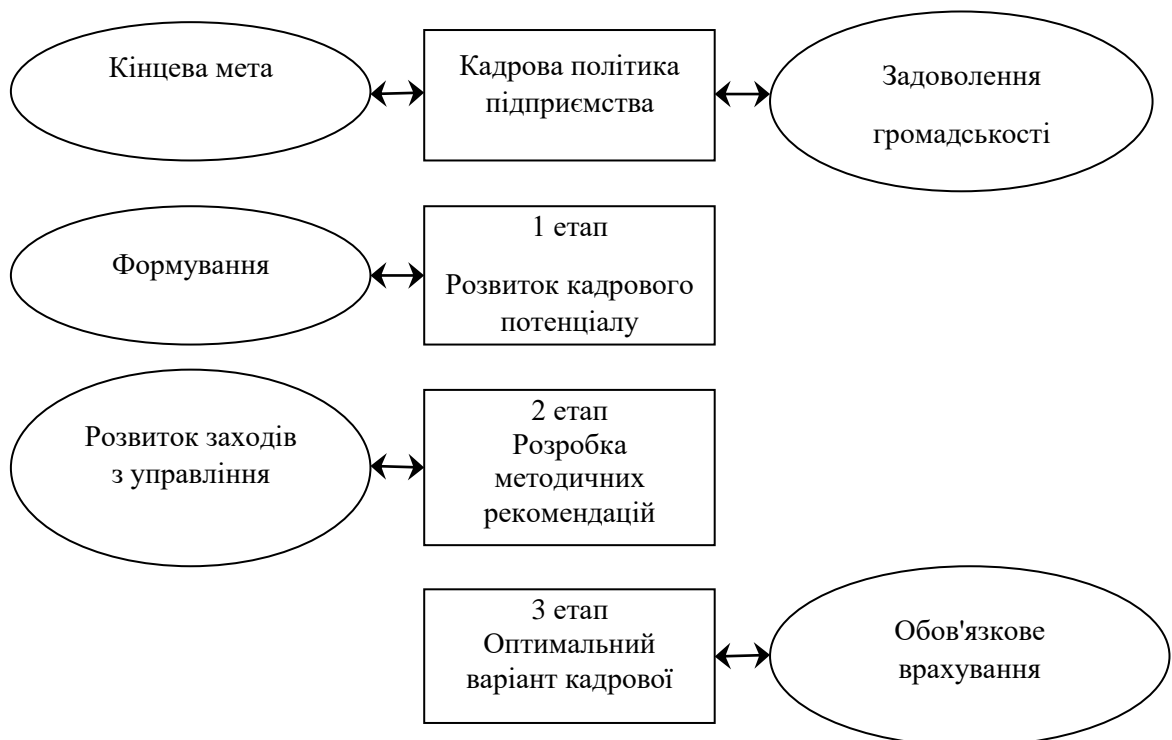 Кінцева мета
Кадрова політика
підприємства
Задоволення
громадськості
Формування
1 етап
Розвиток кадрового
потенціалу
Розвиток заходів
з управління
2 етап
Розробка
методичних
рекомендацій
3 етап
Оптимальний
варіант кадрової
Обов'язкове
врахування